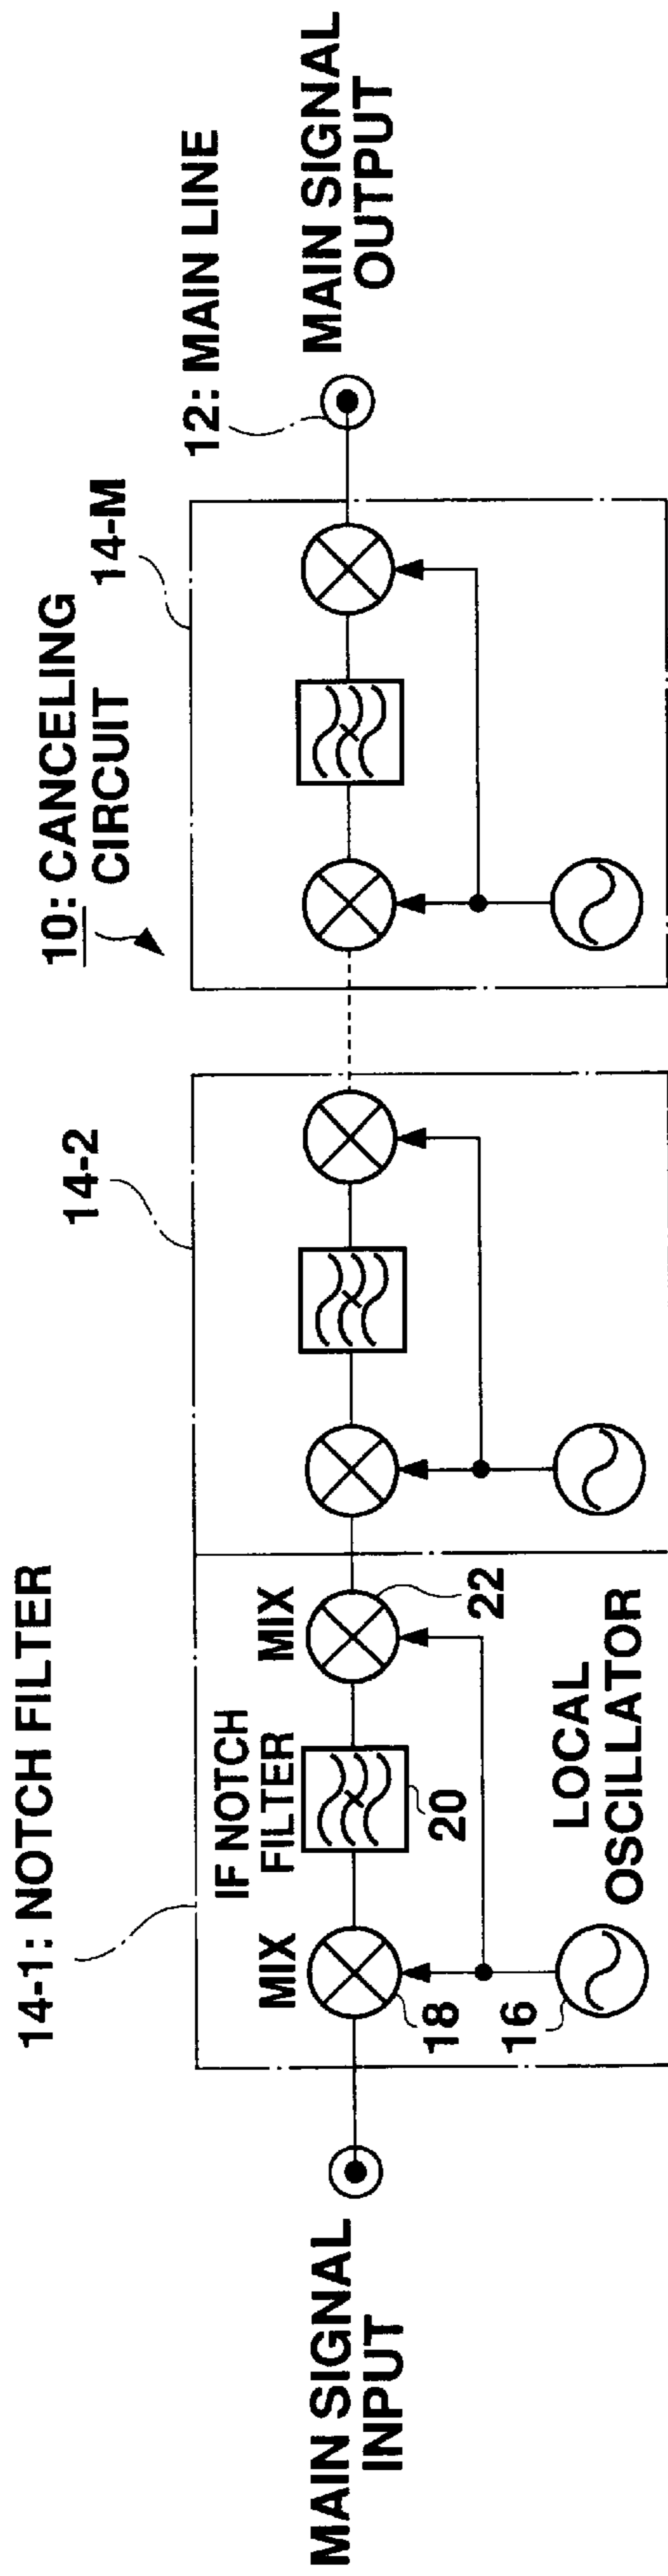 14-1: NOTCH FILTER
14-2
10: CANCELING
CIRCUIT
14-M
12: MAIN LINE
MAIN SIGNAL
INPUT
MIX
IF NOTCH
FILTER
MIX
MAIN SIGNAL
OUTPUT
18
20
22
16
LOCAL
OSCILLATOR